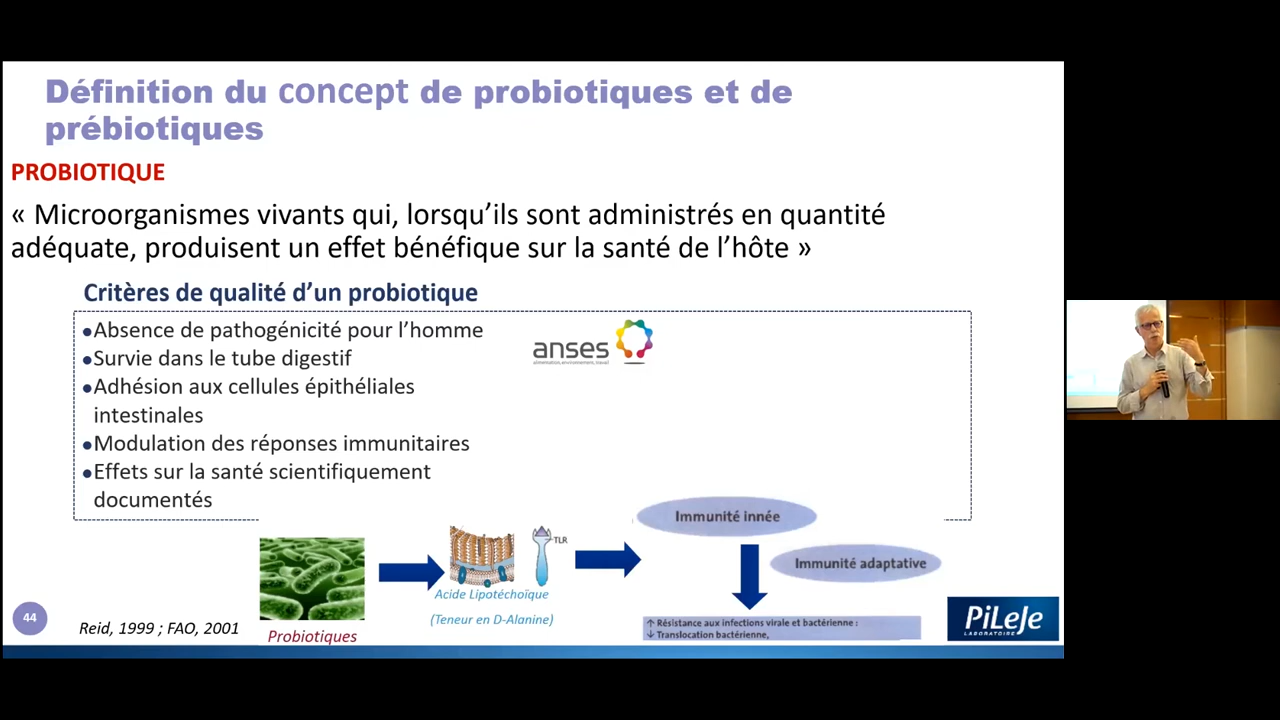 Définition du concept de probiotiques et de
prébiotiques
PROBIOTIQUE
« Microorganismes vivants qui, lorsqu’ils sont administrés en quantité
adéquate, produisent un effet bénéfique sur la santé de l’hôte »
Critères de qualité d’un probiotique
●Absence de pathogénicité pour l’homme
●Survie dans le tube digestif
●Adhésion aux cellules épithéliales
intestinales
●Modulation des réponses immunitaires
●Effets sur la santé scientifiquement
documentés
anses
alimentation, environnement, travail
Immunité innée
TLR
Immunité adaptative
Acide Lipotéchoïque
(Teneur en D-Alanine)
↑ Résistance aux infections virale et bactérienne :
↓ Translocation bactérienne,
44
Reid, 1999 ; FAO, 2001
Probiotiques
PiLeJe
LABORATOIRE